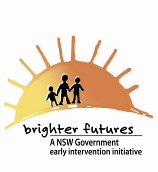 brighter futures
A NSW Government
early intervention initiative